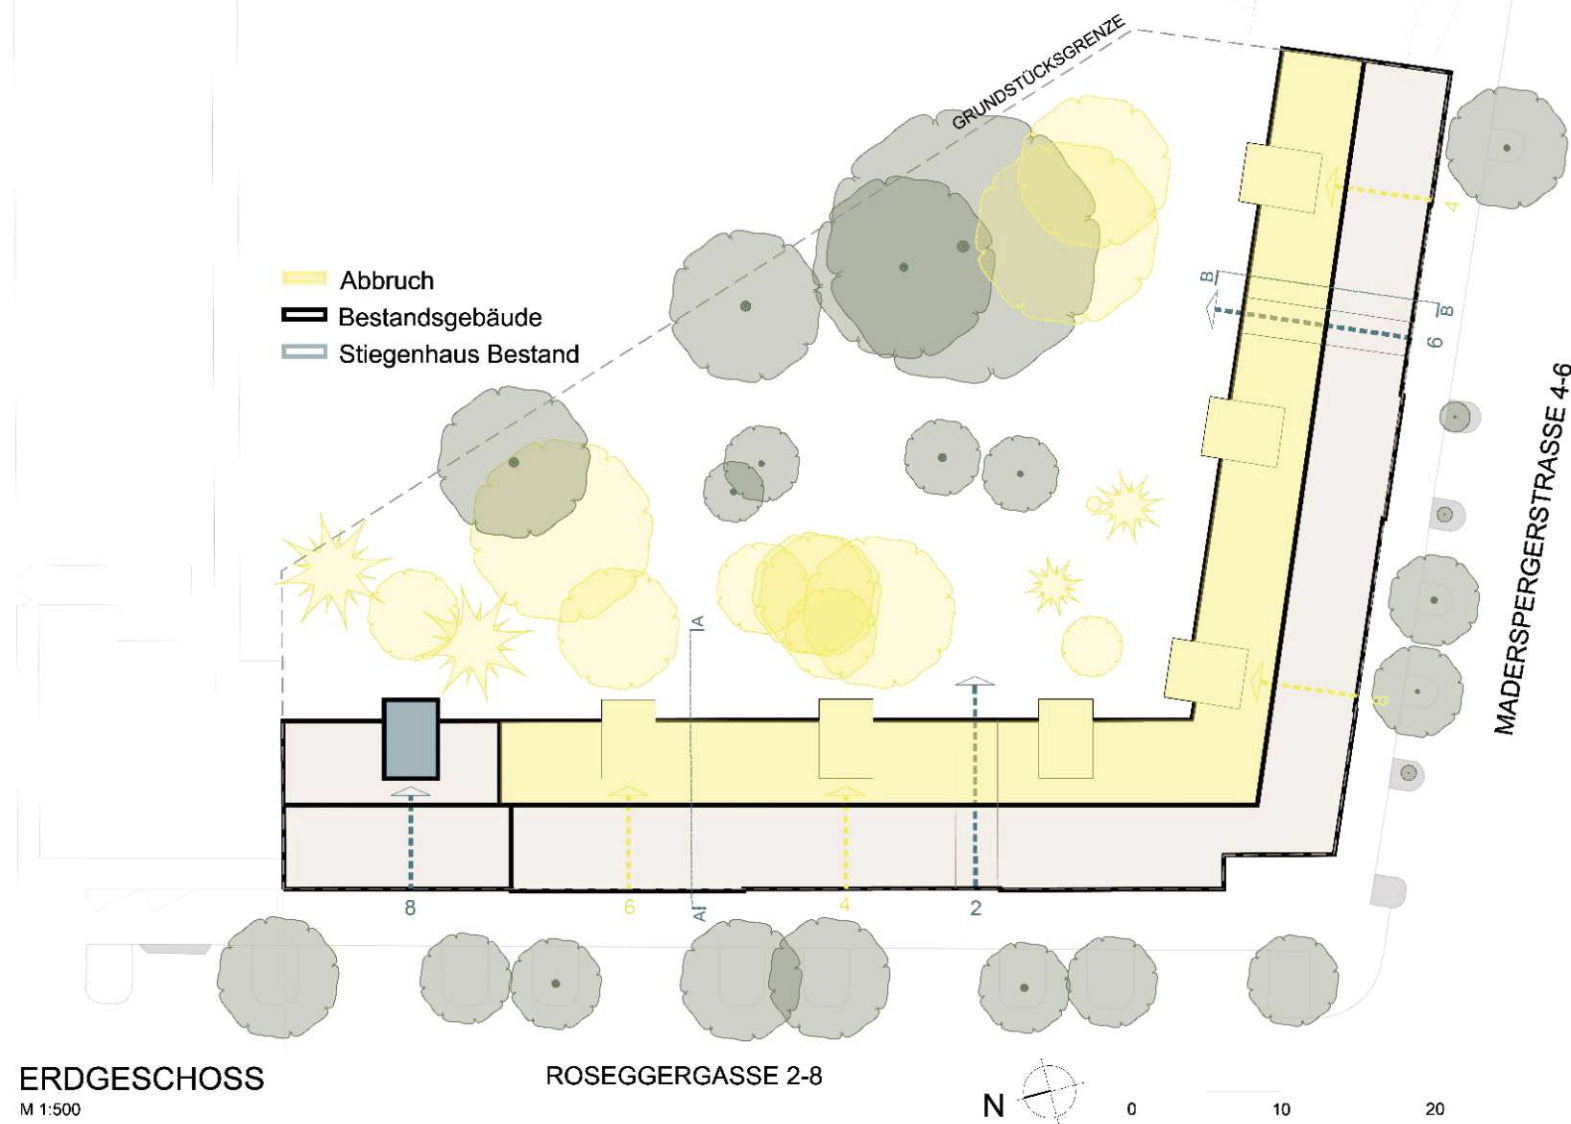 GRUNDSTÜCKSGRENZE
Abbruch
Bestandsgebäude
Stiegenhaus Bestand
4
B
B
6
MADERSPERGERSTRASSE 4-6
A
8
8
6
A
4
2
ERDGESCHOSS
M 1:500
ROSEGGERGASSE 2-8
N
0
10
20